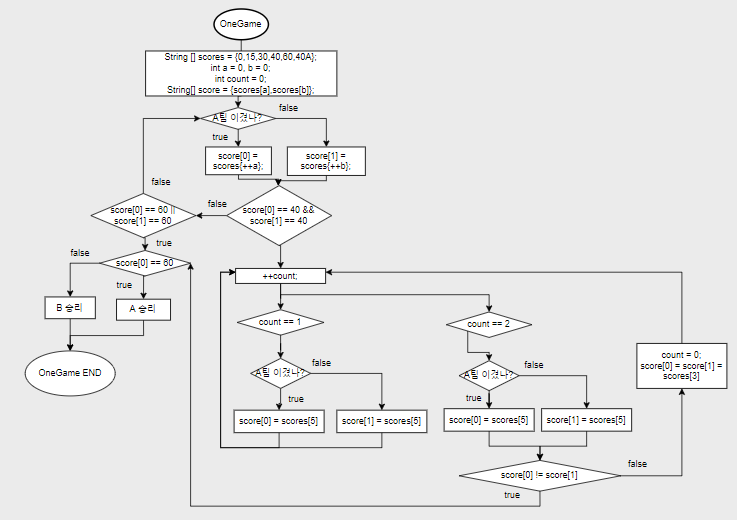 OneGame
String [] scores = {0,15,30,40,60,40A};
int a = 0, b = 0;
int count = 0;
String[] score = {scores[a],scores[b]};
A팀 이겼나?
false
true
score[0] =
scores{++a};
score[1] =
scores{++b};
false
score[0] == 60 ||
score[1] == 60
false
score[0] == 40 &&
score[1] == 40
true
false
score[0] == 60
true
B 승리
A 승리
OneGame END
++count;
count == 1
count == 2
A팀 이겼나?
false
true
score[0] = scores[5]
score[1] = scores[5]
A팀 이겼나?
false
true
score[0] = scores[5]
score[1] = scores[5]
count = 0;
score[0] = score[1] =
scores[3]
score[0] != score[1]
false
true